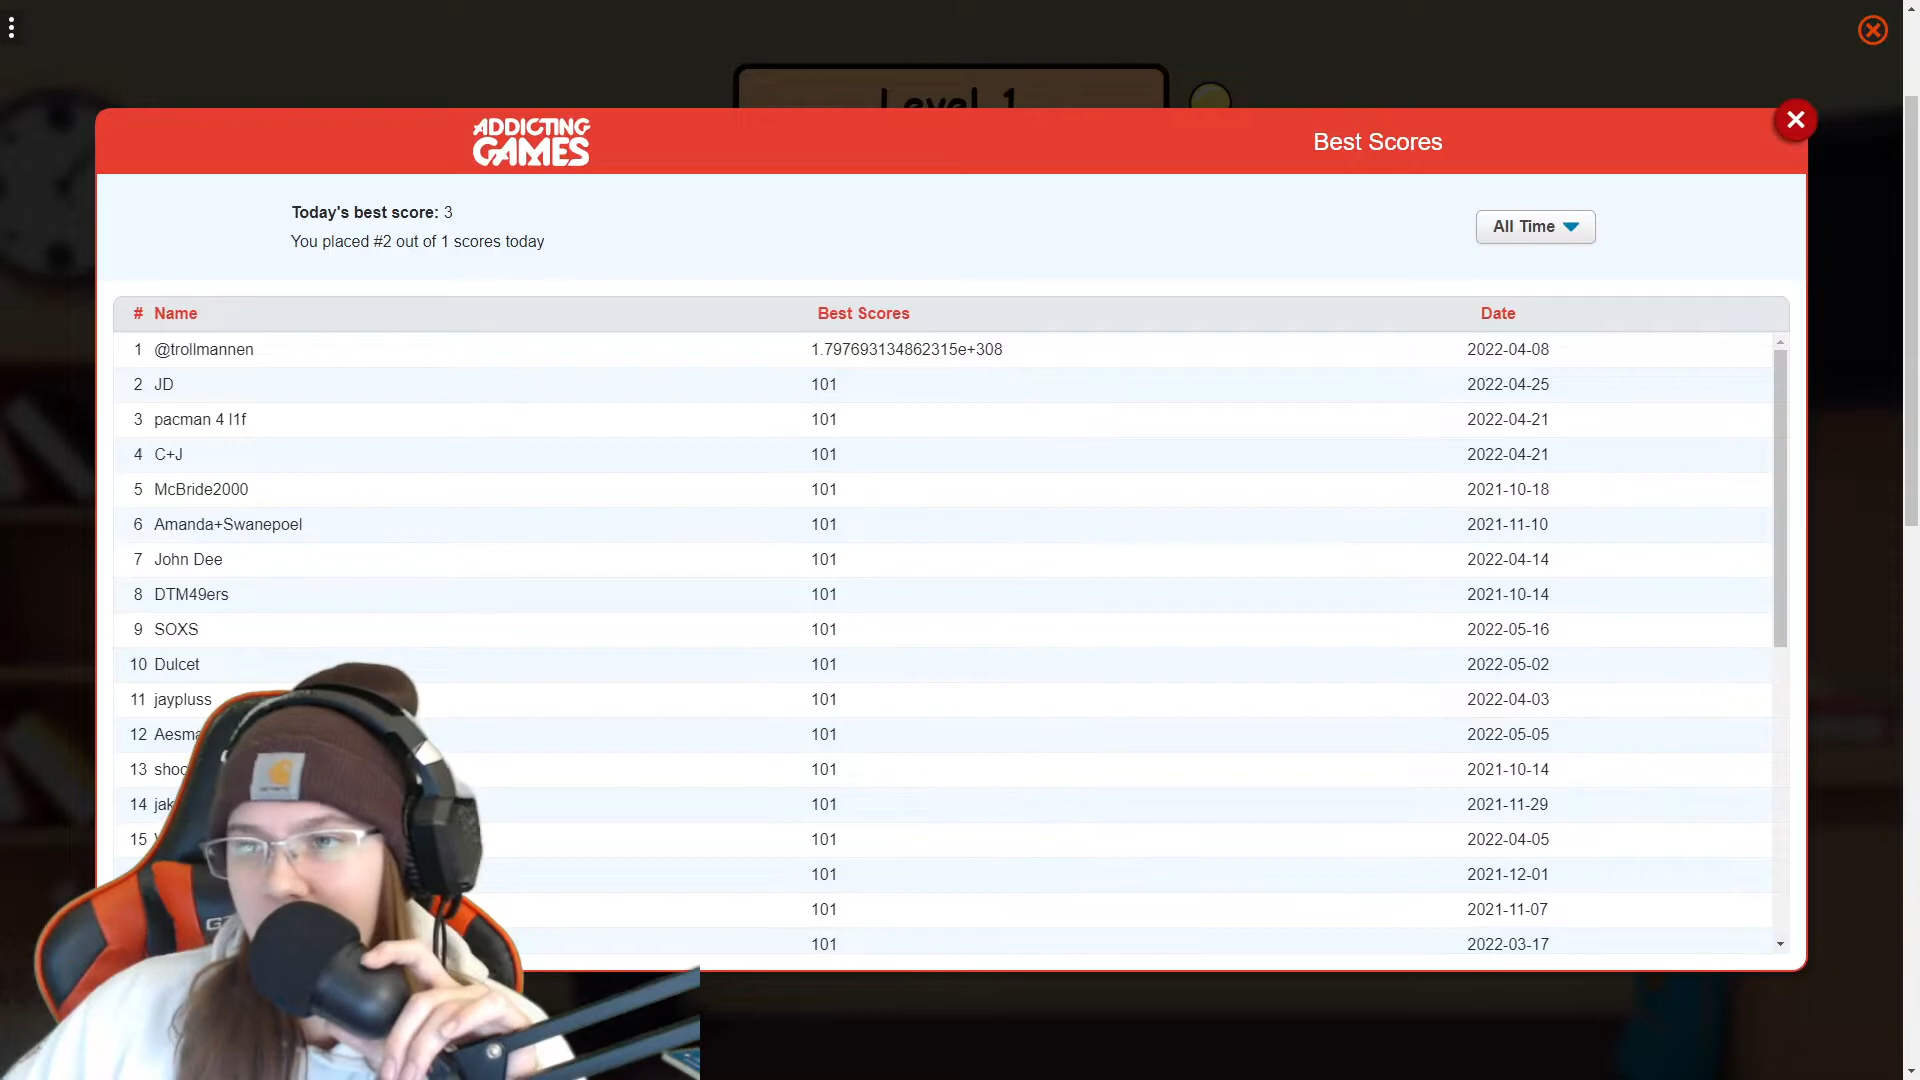 Level 1
ADDICTING
GAMES
Best Scores
Today's best score: 3
You placed #2 out of 1 scores today
All Time
# Name Best Scores Date
1 @trollmannen 1.797693134862315e+308 2022-04-08
2 JD 101 2022-04-25
3 pacman 4 l1f 101 2022-04-21
4 C+J 101 2022-04-21
5 McBride2000 101 2021-10-18
6 Amanda+Swanepoel 101 2021-11-10
7 John Dee 101 2022-04-14
8 DTM49ers 101 2021-10-14
9 SOXS 101 2022-05-16
10 Dulcet 101 2022-05-02
11 jaypluss 101 2022-04-03
12 Aesma 101 2022-05-05
13 shoo 101 2021-10-14
14 jak 101 2021-11-29
15 101 2022-04-05
101 2021-12-01
101 2021-11-07
101 2022-03-17